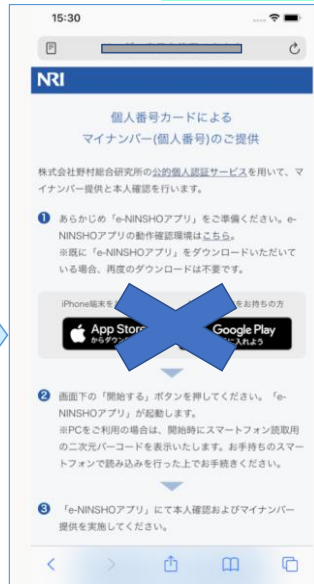 15:30
NRI
個人番号カードによる
マイナンバー(個人番号)のご提供
株式会社野村総合研究所の公的個人認証サービスを用いて、マ
イナンバー提供と本人確認を行います。
1 あらかじめ「e-NINSHOアプリ」をご準備ください。e-
NINSHOアプリの動作確認環境はこちら。
※既に「e-NINSHOアプリ」をダウンロードいただいて
いる場合、再度のダウンロードは不要です。
iPhone端末をお をお持ちの方
App Store Google Play
からダウン に入れよう
2 画面下の「開始する」ボタンを押してください。「e-
NINSHOアプリ」が起動します。
※PCをご利用の場合は、開始時にスマートフォン読取用
の二次元バーコードを表示いたします。お手持ちのスマー
トフォンで読み込みを行った上でお手続きください。
3 「e-NINSHOアプリ」にて本人確認およびマイナンバー
提供を実施してください。